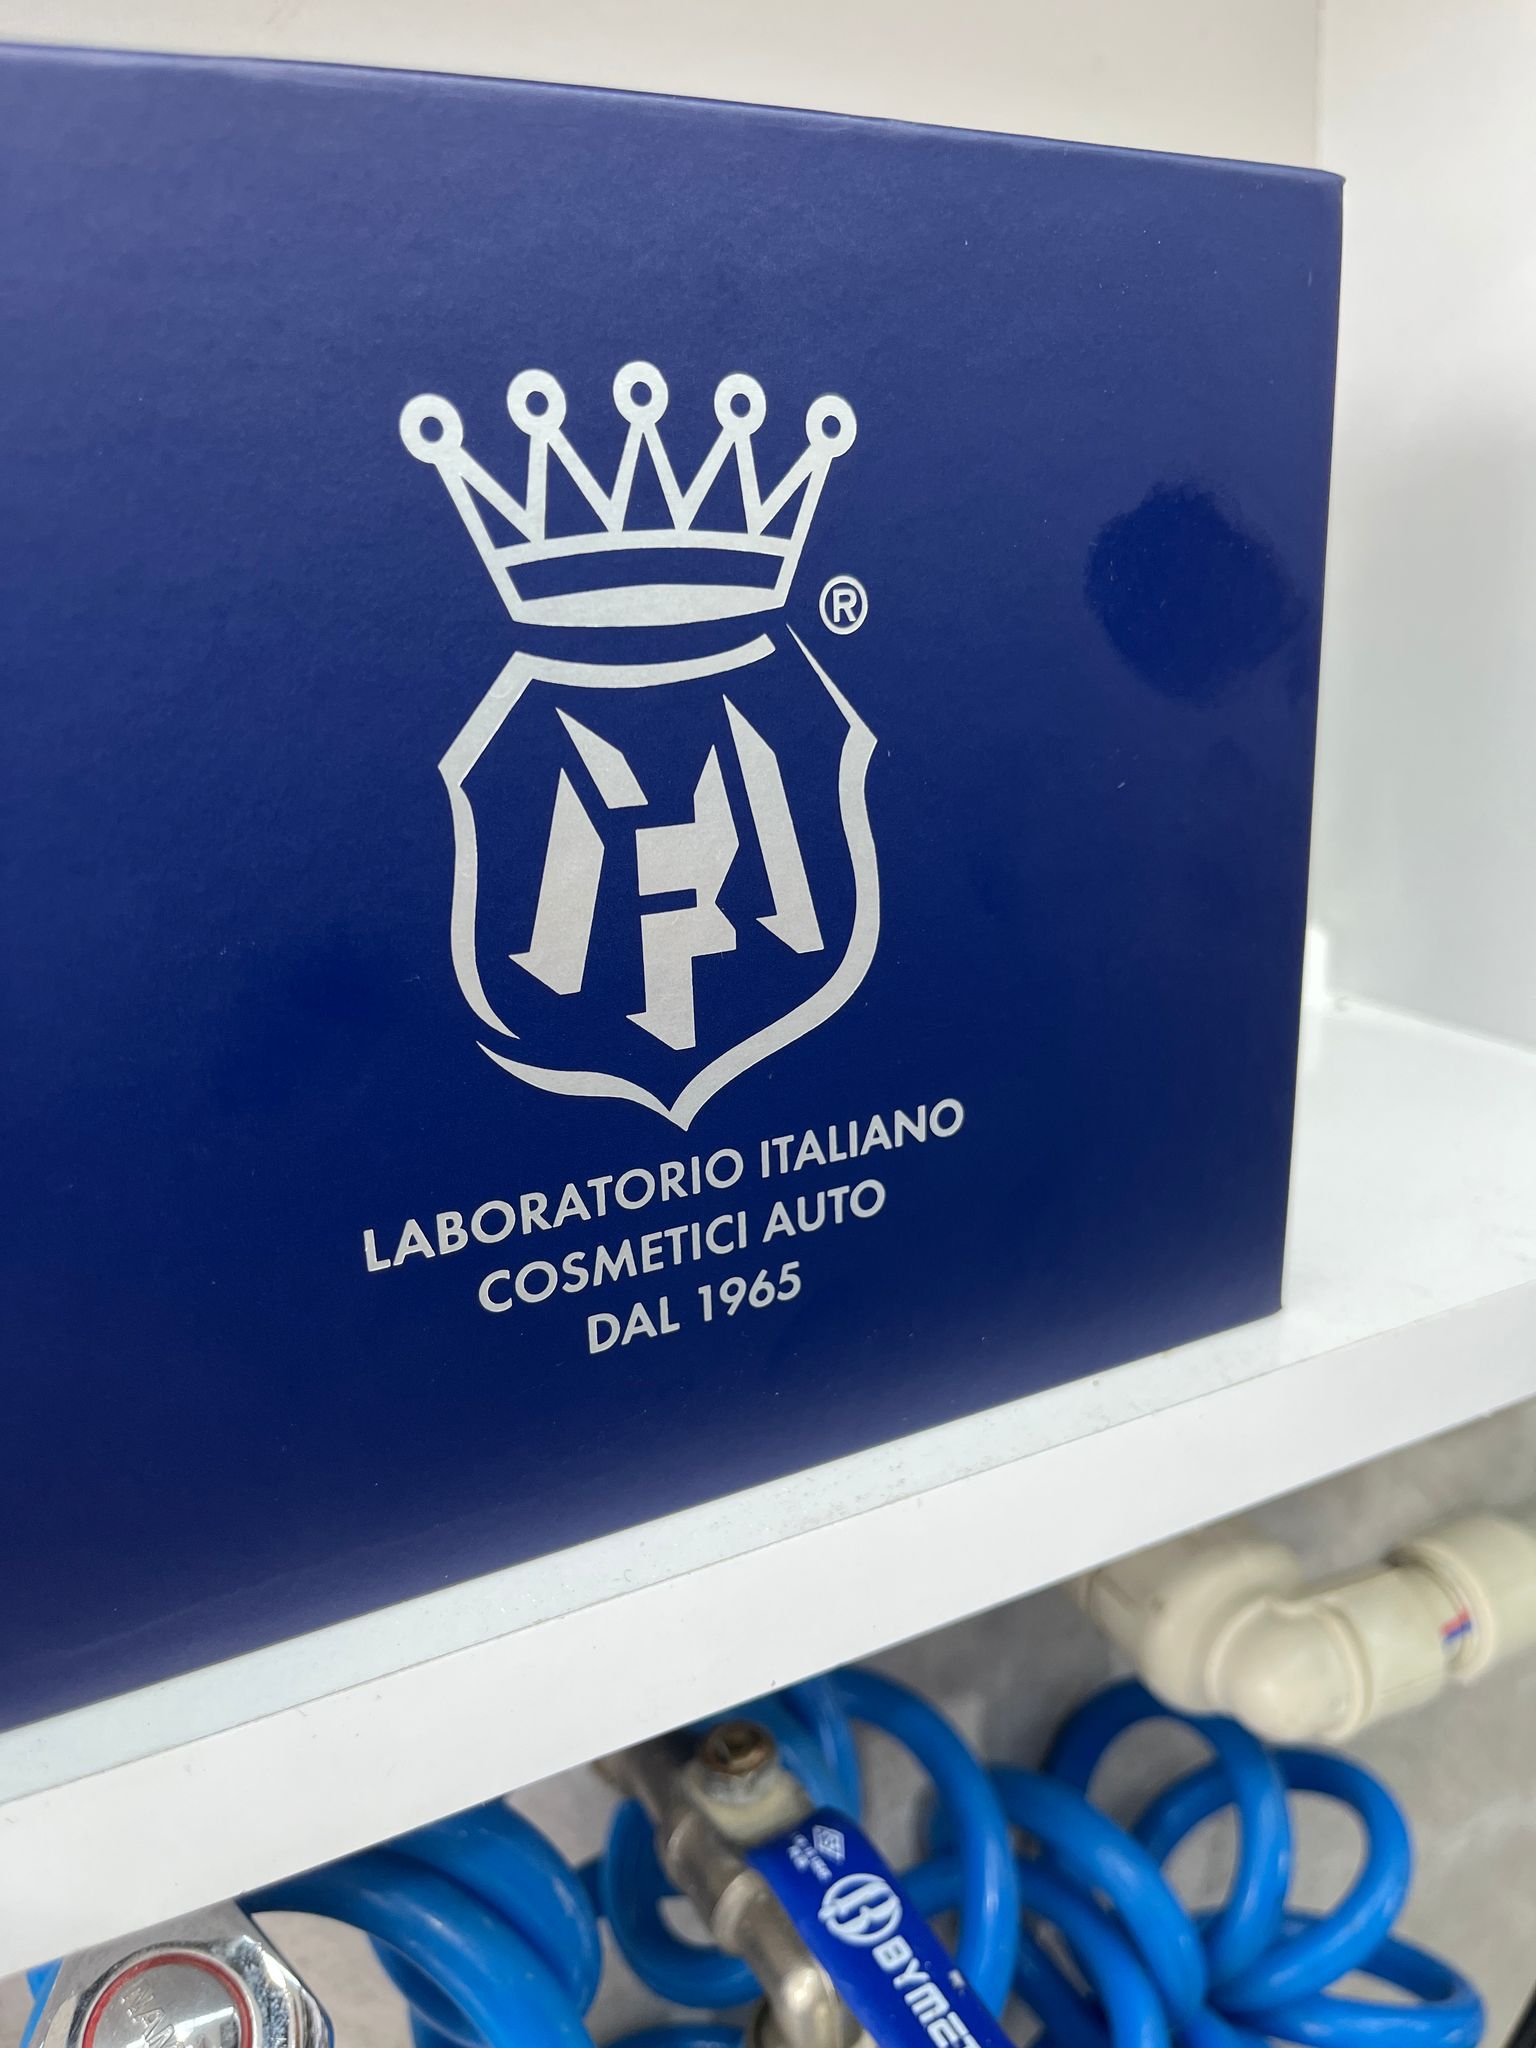 ®
LABORATORIO ITALIANO
COSMETICI AUTO
DAL 1965